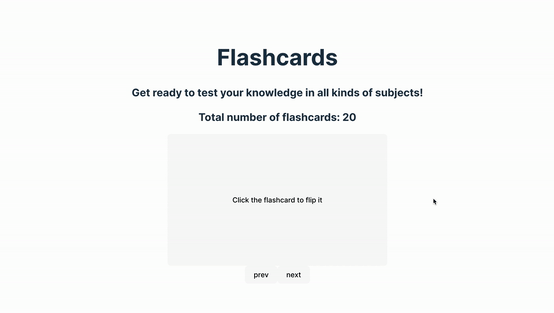 Flashcards
Get ready to test your knowledge in all kinds of subjects!
Total number of flashcards: 20
Click the flashcard to flip it
prev next